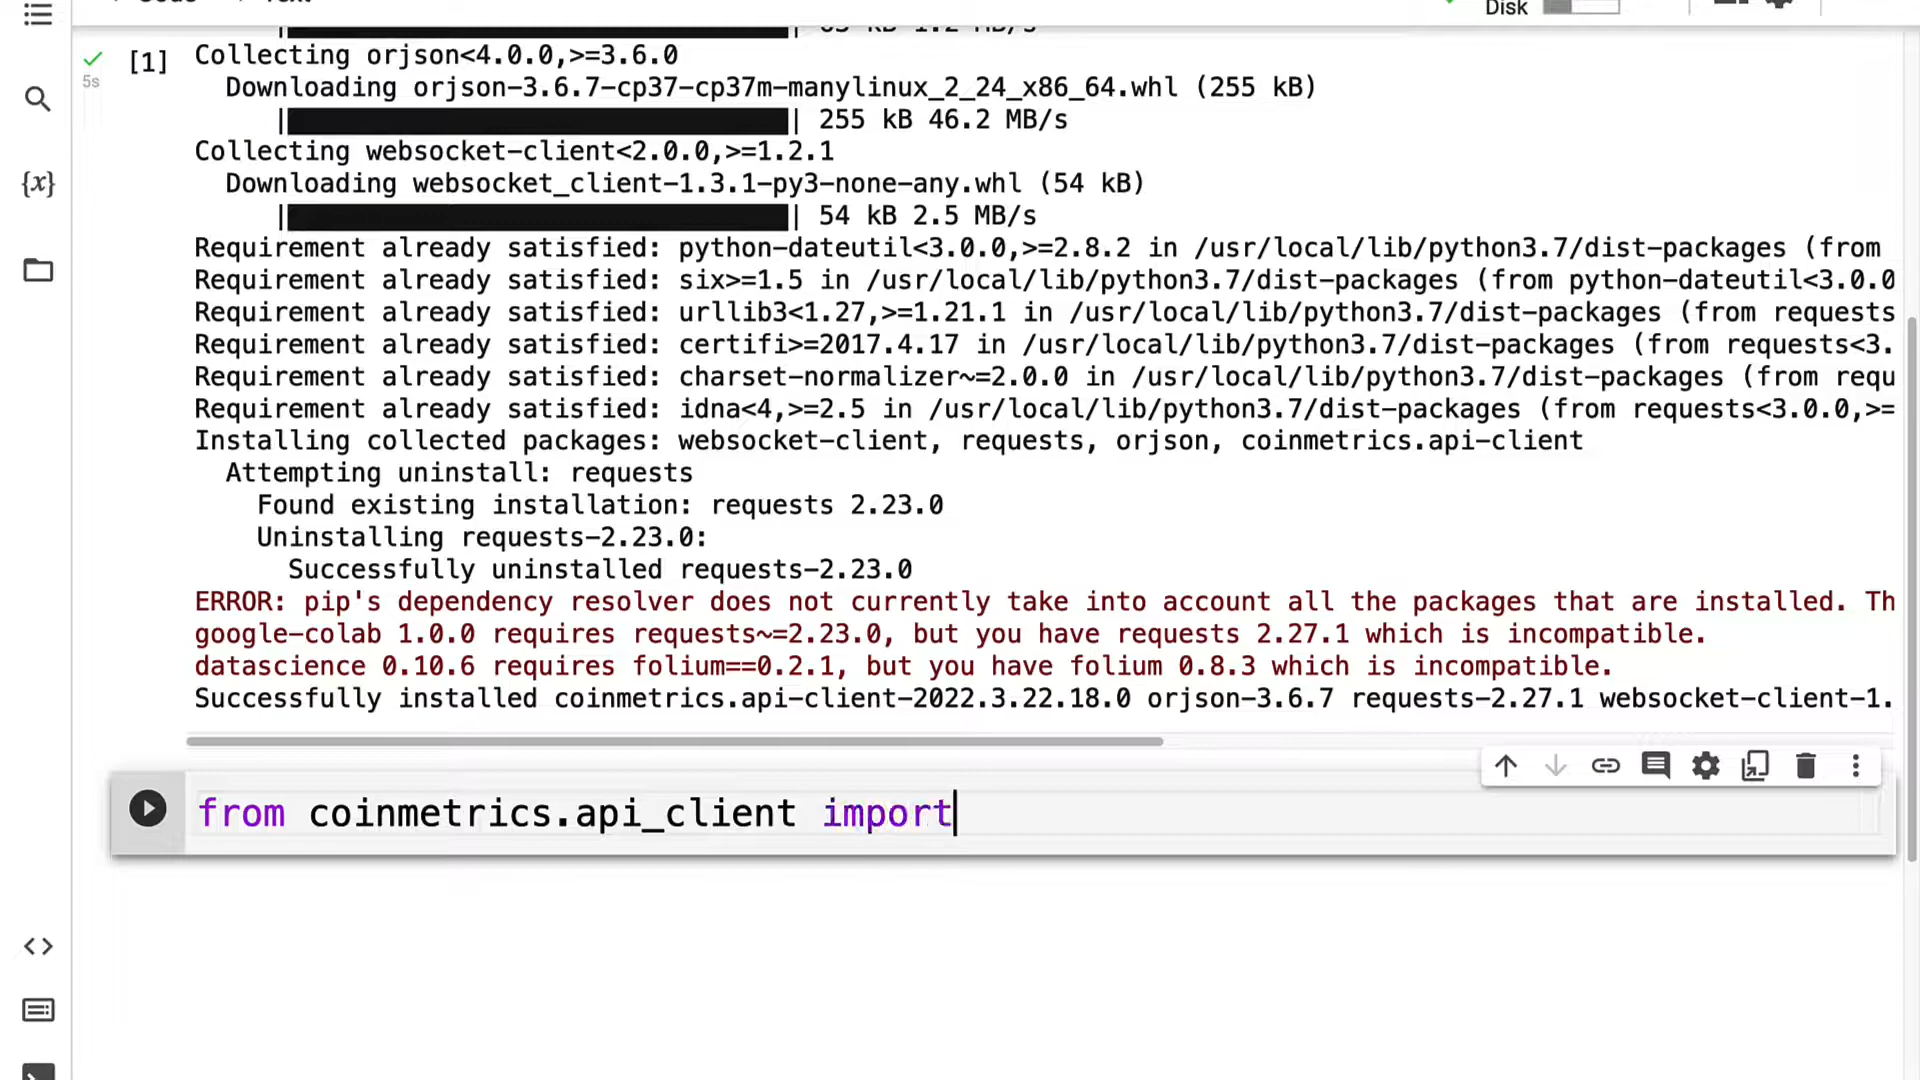 Disk
[1]
5s
Collecting orjson<4.0.0,>=3.6.0
Downloading orjson-3.6.7-cp37-cp37m-manylinux_2_24_x86_64.whl (255 kB)
| | 255 kB 46.2 MB/s
Collecting websocket-client<2.0.0,>=1.2.1
Downloading websocket_client-1.3.1-py3-none-any.whl (54 kB)
| | 54 kB 2.5 MB/s
Requirement already satisfied: python-dateutil<3.0.0,>=2.8.2 in /usr/local/lib/python3.7/dist-packages (from
Requirement already satisfied: six>=1.5 in /usr/local/lib/python3.7/dist-packages (from python-dateutil<3.0.0
Requirement already satisfied: urllib3<1.27,>=1.21.1 in /usr/local/lib/python3.7/dist-packages (from requests
Requirement already satisfied: certifi>=2017.4.17 in /usr/local/lib/python3.7/dist-packages (from requests<3.
Requirement already satisfied: charset-normalizer~=2.0.0 in /usr/local/lib/python3.7/dist-packages (from requ
Requirement already satisfied: idna<4,>=2.5 in /usr/local/lib/python3.7/dist-packages (from requests<3.0.0,>=
Installing collected packages: websocket-client, requests, orjson, coinmetrics.api-client
Attempting uninstall: requests
Found existing installation: requests 2.23.0
Uninstalling requests-2.23.0:
Successfully uninstalled requests-2.23.0
ERROR: pip's dependency resolver does not currently take into account all the packages that are installed. Th
google-colab 1.0.0 requires requests~=2.23.0, but you have requests 2.27.1 which is incompatible.
datascience 0.10.6 requires folium==0.2.1, but you have folium 0.8.3 which is incompatible.
Successfully installed coinmetrics.api-client-2022.3.22.18.0 orjson-3.6.7 requests-2.27.1 websocket-client-1.
from coinmetrics.api_client import